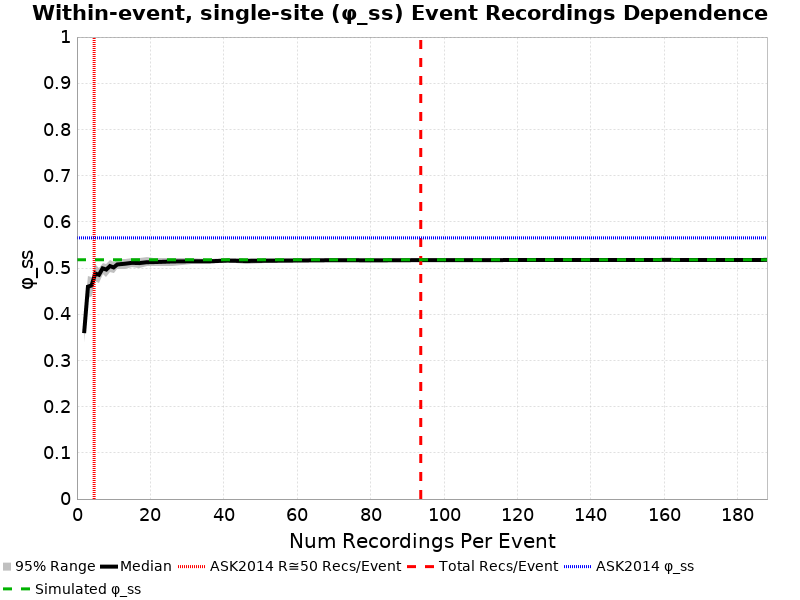 Within-event, single-site (φ_ss) Event Recordings Dependence
1
0.9
0.8
0.7
0.6
0.5
0.4
0.3
0.2
0.1
0
φ_ss
0 20 40 60 80 100 120 140 160 180
Num Recordings Per Event
95% Range Median ASK2014 R≅50 Recs/Event Total Recs/Event ASK2014 φ_ss
Simulated φ_ss